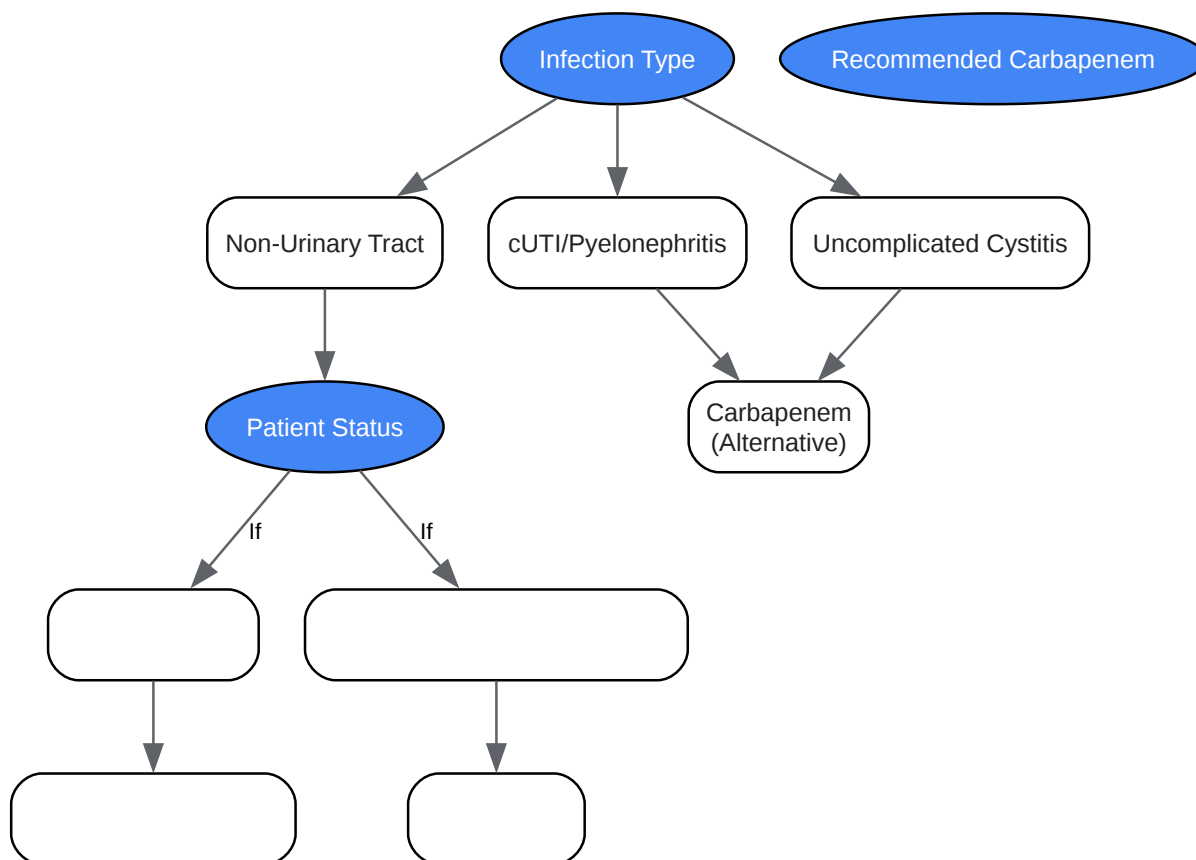 Infection Type
Recommended Carbapenem
Non-Urinary Tract
cUTI/Pyelonephritis
Uncomplicated Cystitis
Patient Status
Carbapenem
(Alternative)
If
If